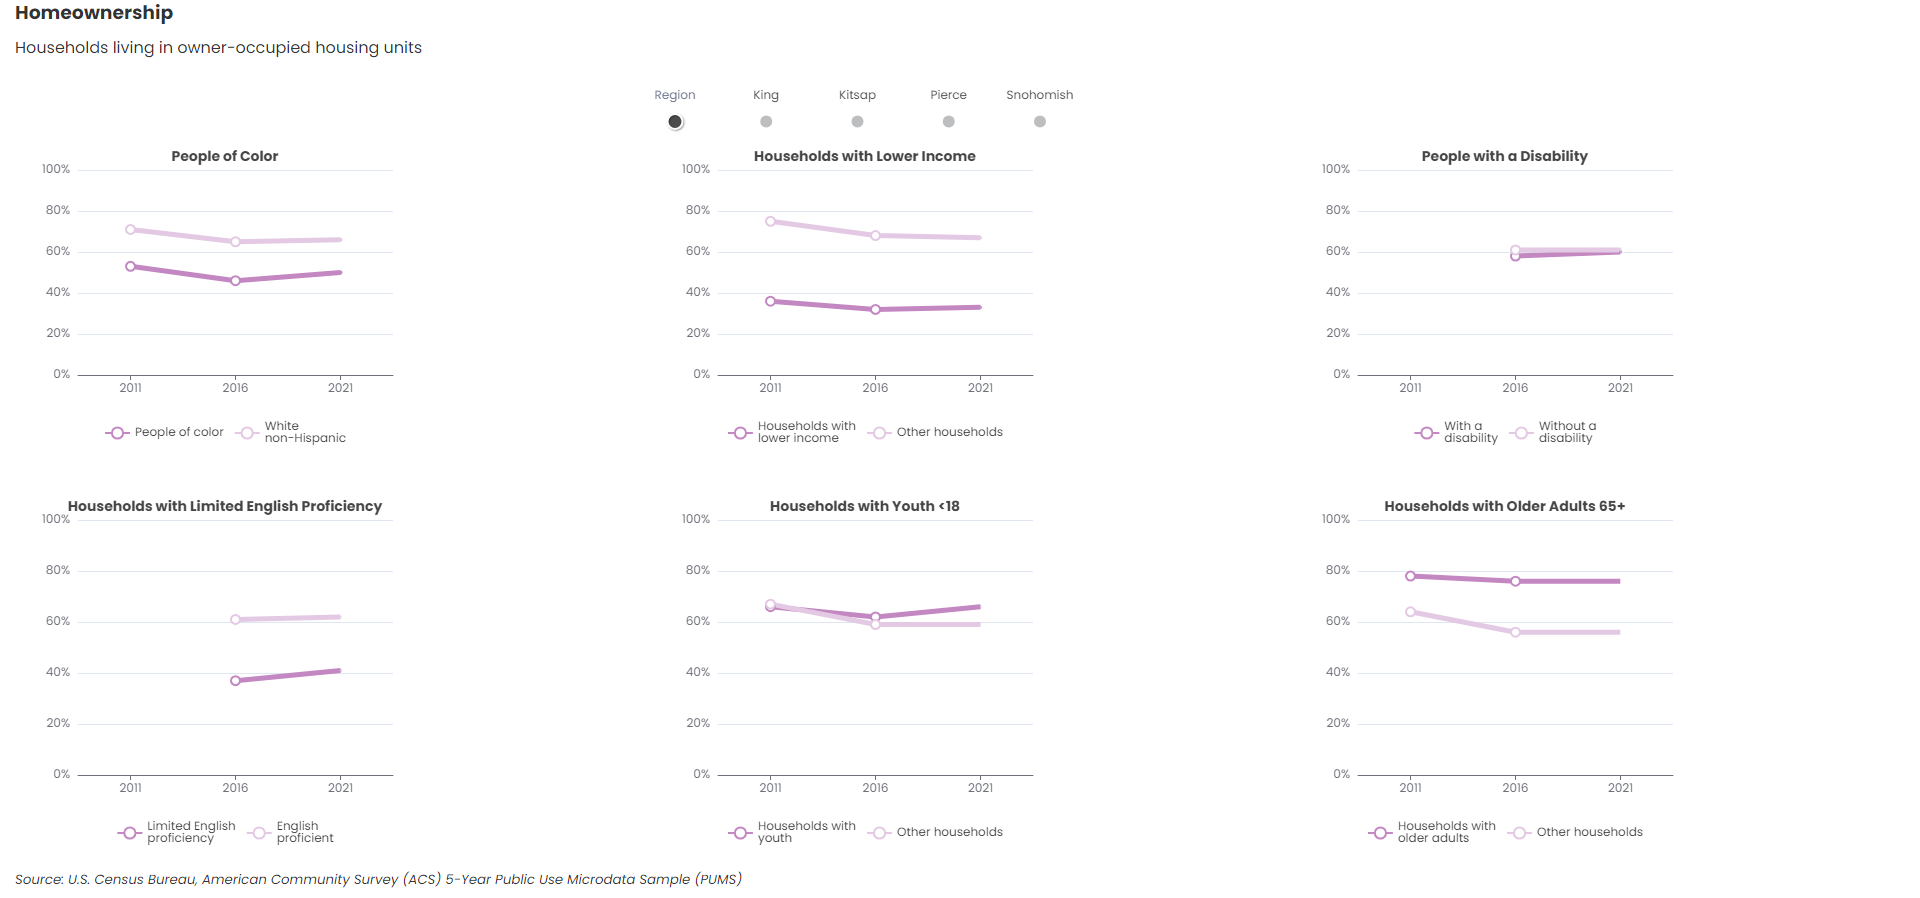 Homeownership
Households living in owner-occupied housing units
Region King Kitsap Pierce Snohomish
People of Color
100%
80%
60%
40%
20%
0%
2011 2016 2021
People of color
White
non-Hispanic
Households with Lower Income
100%
80%
60%
40%
20%
0%
2011 2016 2021
Households with
lower income
Other households
People with a Disability
100%
80%
60%
40%
20%
0%
2011 2016 2021
With a
disability
Without a
disability
Households with Limited English Proficiency
100%
80%
60%
40%
20%
0%
2011 2016 2021
Limited English
proficiency
English
proficient
Households with Youth <18
100%
80%
60%
40%
20%
0%
2011 2016 2021
Households with
youth
Other households
Households with Older Adults 65+
100%
80%
60%
40%
20%
0%
2011 2016 2021
Households with
older adults
Other households
Source: U.S. Census Bureau, American Community Survey (ACS) 5-Year Public Use Microdata Sample (PUMS)